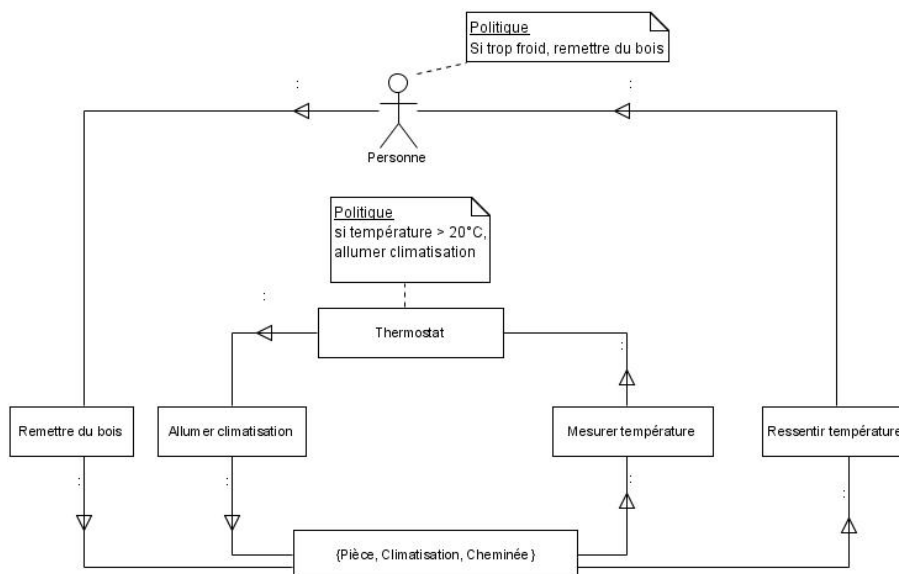 Politique
Si trop froid, remettre du bois
Personne
Politique
si température > 20°C,
allumer climatisation
Thermostat
Remettre du bois
Allumer climatisation
Mesurer température
Ressentir température
{Pièce, Climatisation, Cheminée }